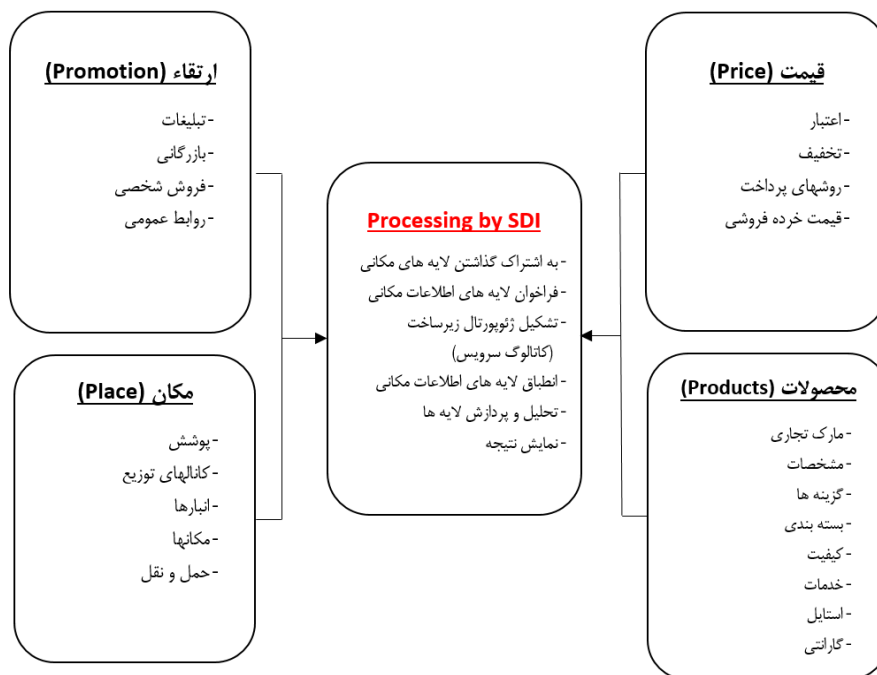 ارتقاء (Promotion)
-تبلیغات
-بازرگانی
-فروش شخصی
-روابط عمومی
قیمت (Price)
-اعتبار
-تخفیف
-روشهای پرداخت
-قیمت خرده فروشی
Processing by SDI
-به اشتراک گذاشتن لایه های مکانی
-فراخوان لایه های اطلاعات مکانی
-تشکیل ژئوپورتال زیرساخت
(کاتالوگ سرویس)
-انطباق لایه های اطلاعات مکانی
-تحلیل و پردازش لایه ها
-نمایش نتیجه
مکان (Place)
-پوشش
-کانالهای توزیع
-انبارها
-مکانها
-حمل و نقل
محصولات (Products)
-مارک تجاری
-مشخصات
-گزینه ها
-بسته بندی
-کیفیت
-خدمات
-استایل
-گارانتی